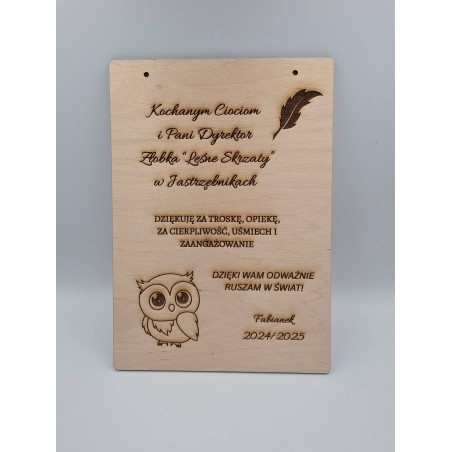 Kochanym Ciociom
i Pani Dyrektor
Żłobka "Leśne Skrzaty"
w Jastrzębnikach
DZIĘKUJĘ ZA TROSKĘ, OPIEKĘ,
ZA CIERPLIWOŚĆ, UŚMIECH I
ZAANGAŻOWANIE
DZIĘKI WAM ODWAŻNIE
RUSZAM W ŚWIAT!
Fabianek
2024/2025